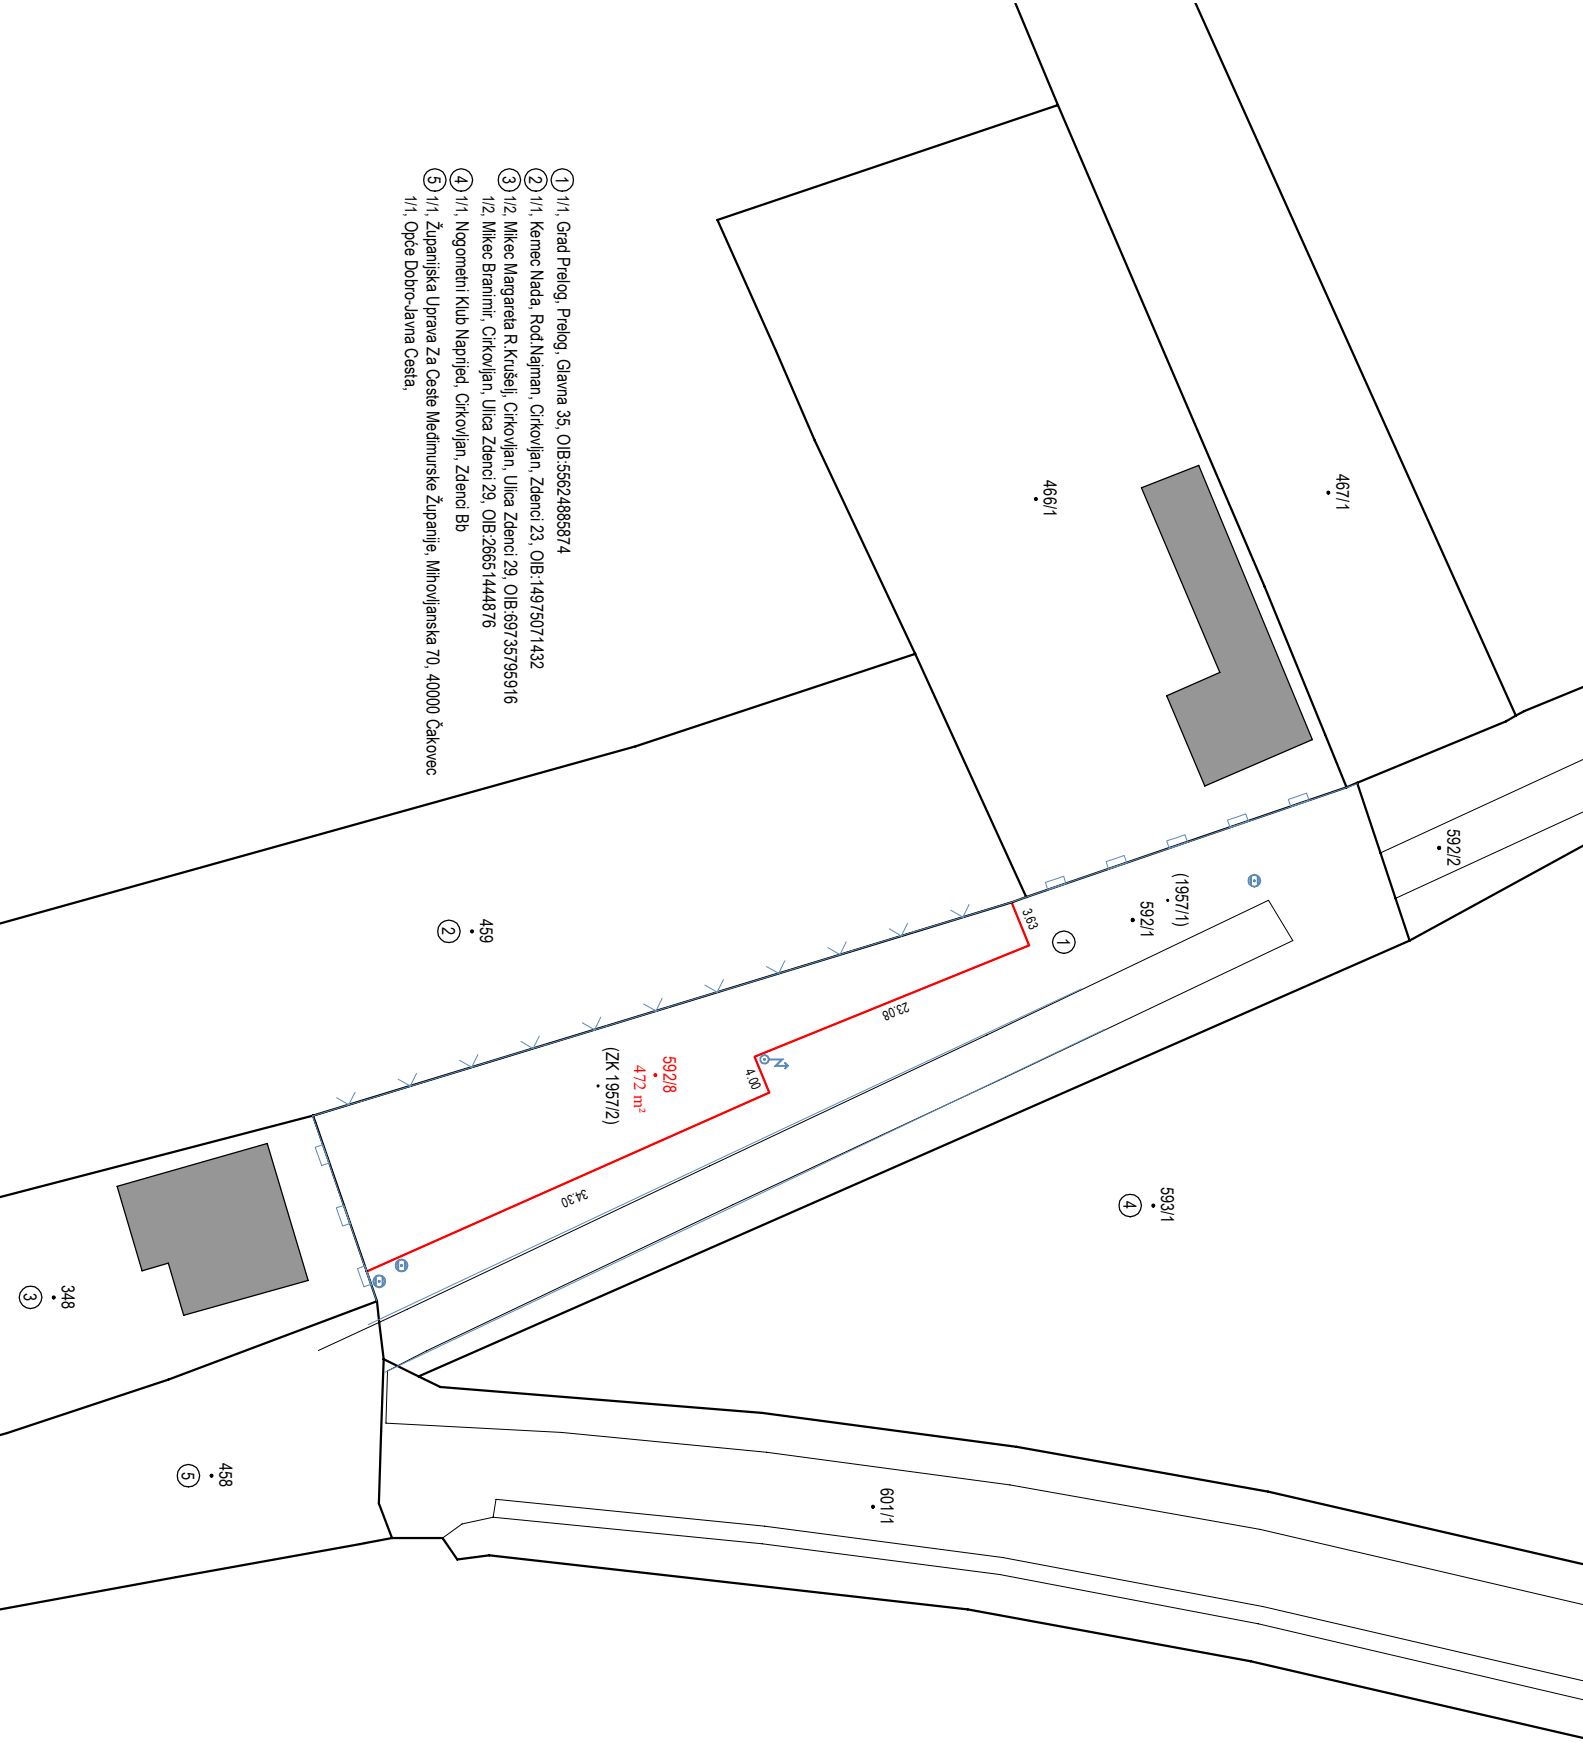 1 1/1, Grad Prelog, Prelog, Glavna 35, OIB:55624885874
2 1/1, Kemec Nada, Rođ.Najman, Cirkovljan, Zdenci 23, OIB:14975071432
3 1/2, Mikec Margareta R.Krušelj, Cirkovljan, Ulica Zdenci 29, OIB:69735795916
1/2, Mikec Branimir, Cirkovljan, Ulica Zdenci 29, OIB:26651444876
4 1/1, Nogometni Klub Naprijed, Cirkovljan, Zdenci Bb
5 1/1, Županijska Uprava Za Ceste Međimurske Županije, Mihovljanska 70, 40000 Čakovec
1/1, Opće Dobro-Javna Cesta,
467/1
466/1
592/2
(1957/1)
592/1
1
3.63
23.08
4.00
34.30
459
2
592/8
472 m²
(ZK 1957/2)
593/1
4
348
3
458
5
601/1